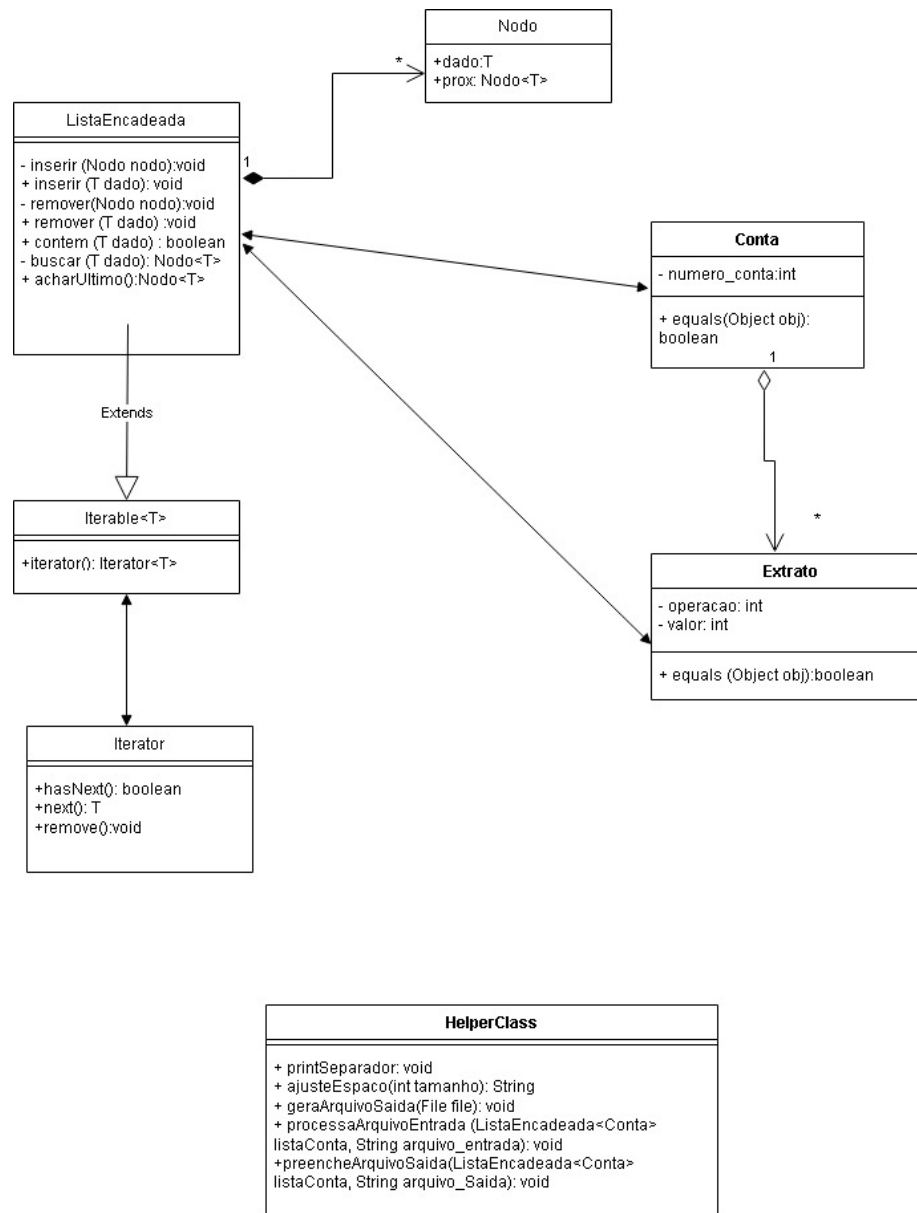 Nodo
+dado:T
+prox: Nodo<T>
*
ListaEncadeada
- inserir (Nodo nodo):void
+ inserir (T dado): void
- remover(Nodo nodo):void
+ remover (T dado) :void
+ contem (T dado) : boolean
- buscar (T dado): Nodo<T>
+ acharUltimo():Nodo<T>
1
Conta
- numero_conta:int
+ equals(Object obj):
boolean
1
Extends
Iterable<T>
+iterator(): Iterator<T>
*
Extrato
- operacao: int
- valor: int
+ equals (Object obj):boolean
Iterator
+hasNext(): boolean
+next(): T
+remove():void
HelperClass
+ printSeparador: void
+ ajusteEspaco(int tamanho): String
+ geraArquivoSaida(File file): void
+ processaArquivoEntrada (ListaEncadeada<Conta>
listaConta, String arquivo_entrada): void
+preencheArquivoSaida(ListaEncadeada<Conta>
listaConta, String arquivo_Saida): void